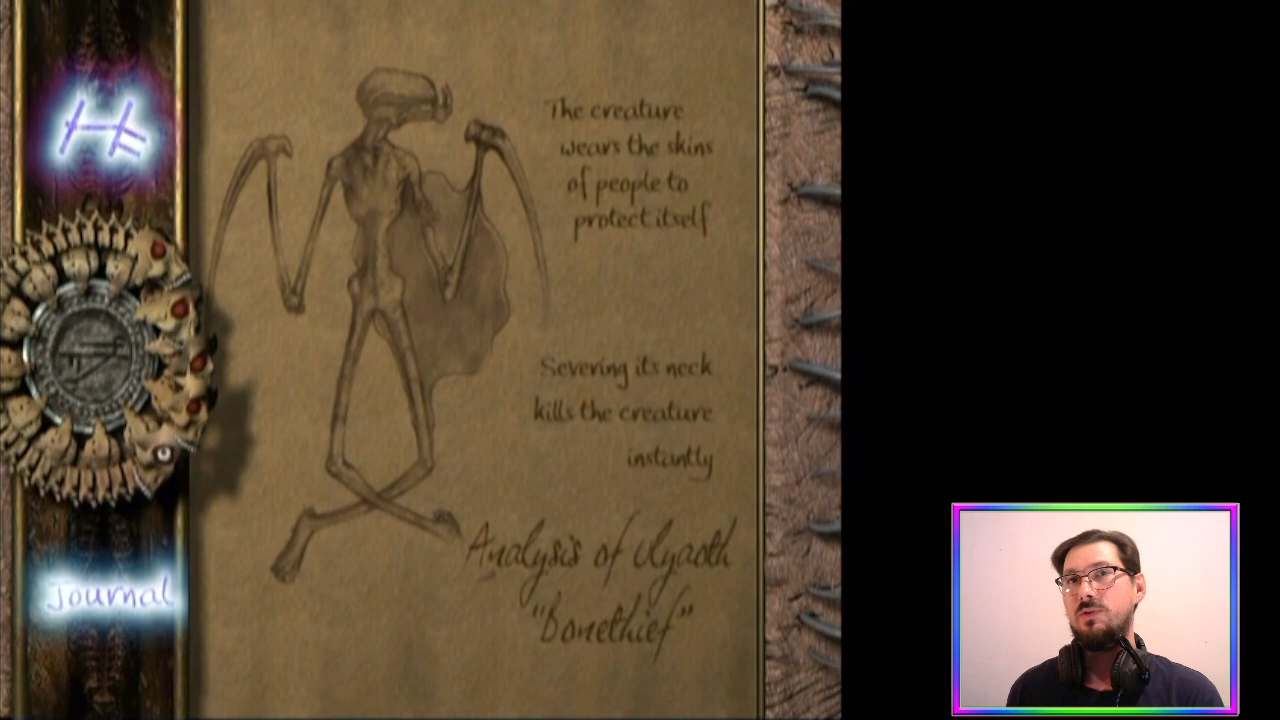 The creature
wears the skins
of people to
protect itself
Severing its neck
kills the creature
instantly
Analysis of Ulyaoth
"Bonethief"
Journal